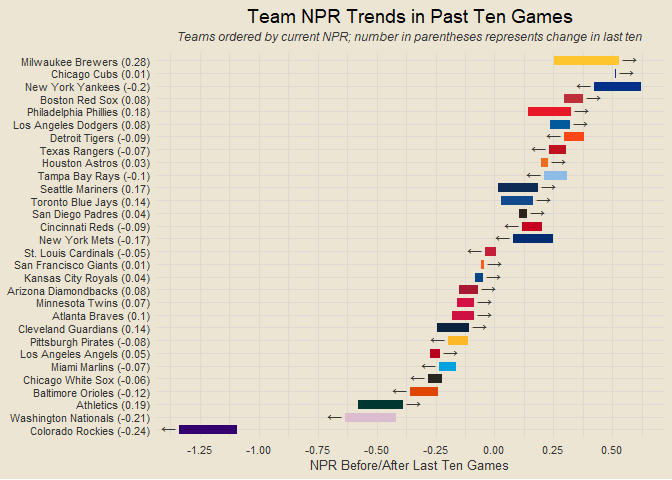 Team NPR Trends in Past Ten Games
Teams ordered by current NPR; number in parentheses represents change in last ten
Milwaukee Brewers (0.28)
Chicago Cubs (0.01)
New York Yankees (-0.2)
Boston Red Sox (0.08)
Philadelphia Phillies (0.18)
Los Angeles Dodgers (0.08)
Detroit Tigers (-0.09)
Texas Rangers (-0.07)
Houston Astros (0.03)
Tampa Bay Rays (-0.1)
Seattle Mariners (0.17)
Toronto Blue Jays (0.14)
San Diego Padres (0.04)
Cincinnati Reds (-0.09)
New York Mets (-0.17)
St. Louis Cardinals (-0.05)
San Francisco Giants (0.01)
Kansas City Royals (0.04)
Arizona Diamondbacks (0.08)
Minnesota Twins (0.07)
Atlanta Braves (0.1)
Cleveland Guardians (0.14)
Pittsburgh Pirates (-0.08)
Los Angeles Angels (0.05)
Miami Marlins (-0.07)
Chicago White Sox (-0.06)
Baltimore Orioles (-0.12)
Athletics (0.19)
Washington Nationals (-0.21)
Colorado Rockies (-0.24)
-1.25 -1.00 -0.75 -0.50 -0.25 0.00 0.25 0.50
NPR Before/After Last Ten Games